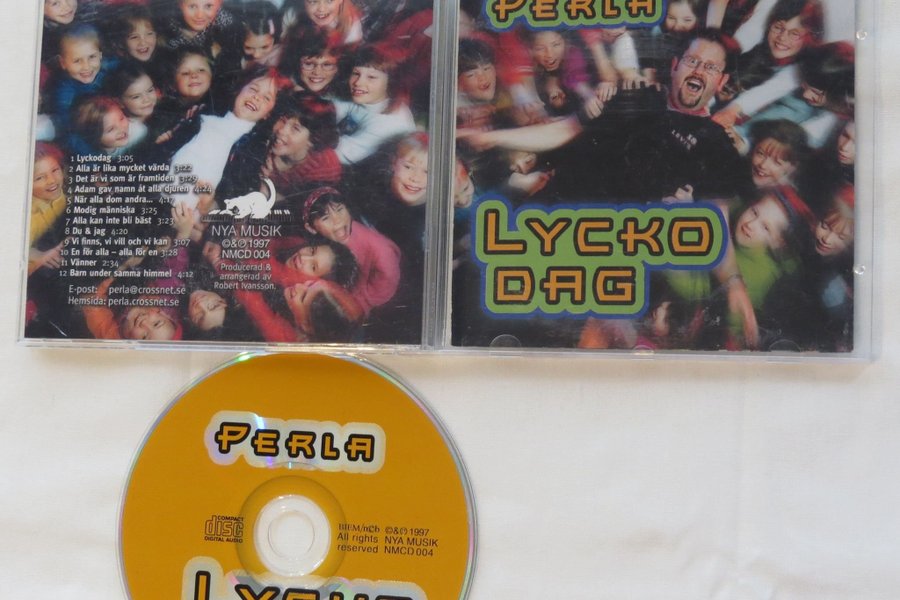 1 Lyckodag 3:05
2 Alla är lika mycket värda 3:22
3 Det är vi som är framtiden 3:29
4 Adam gav namn åt alla djuren 4:24
5 När alla dom andra... 4:17
6 Modig människa 3:25
7 Alla kan inte bli bäst 3:23
8 Du & jag 4:20
9 Vi finns, vi vill och vi kan 3:07
10 En för alla – alla för en 3:28
11 Vänner 2:34
12 Barn under samma himmel 4:12
E-post: perla@crossnet.se
Hemsida: perla.crossnet.se
NYA MUSIK
©&℗ 1997
NMCD 004
Producerad &
arrangerad av
Robert Ivansson.
PERLA
LYCKO
DAG
PERLA
COMPACT
disc
DIGITAL AUDIO
BIEM/n©b
All rights
reserved
©&℗ 1997
NYA MUSIK
NMCD 004